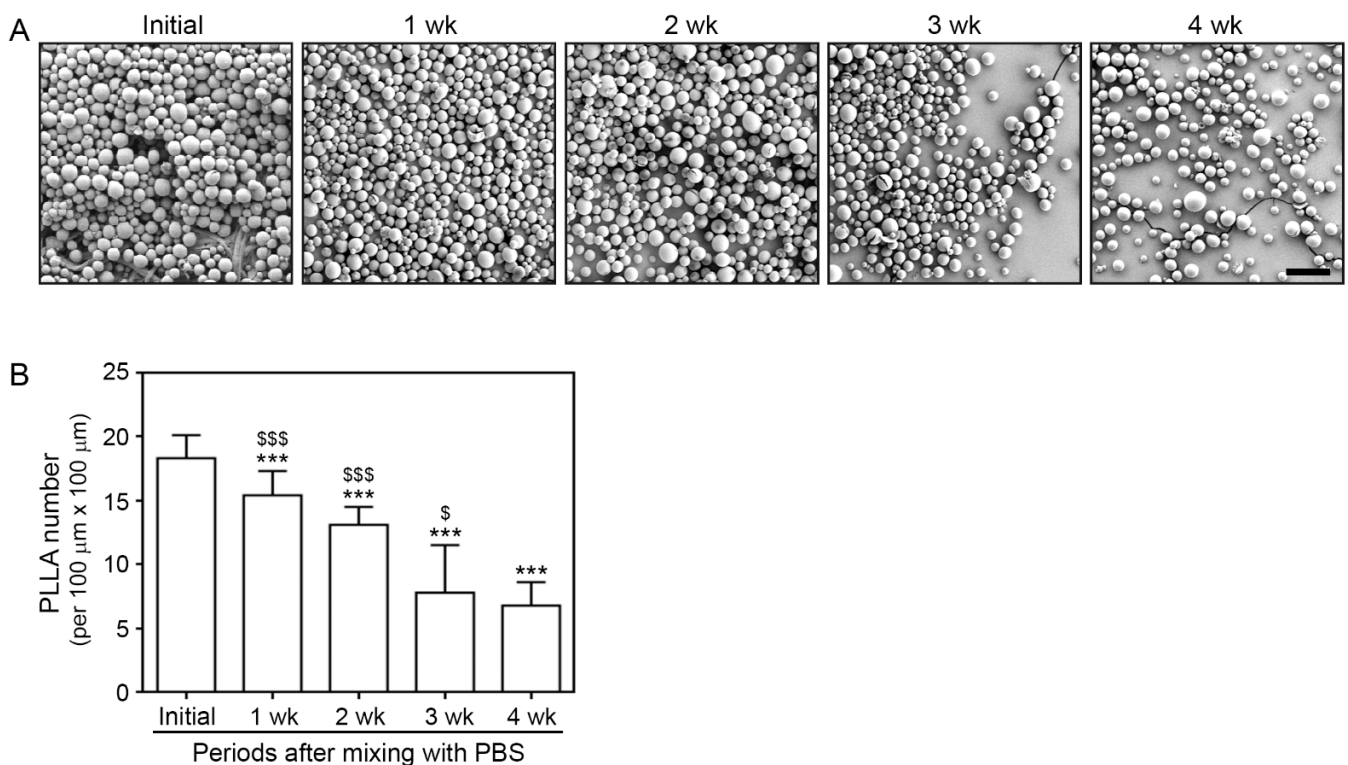 A
Initial
1 wk
2 wk
3 wk
4 wk
B
PLLA number
(per 100 μm x 100 μm)
25
20
15
10
5
0
$$$
***
$$$
***
$
***
***
Initial
1 wk
2 wk
3 wk
4 wk
Periods after mixing with PBS